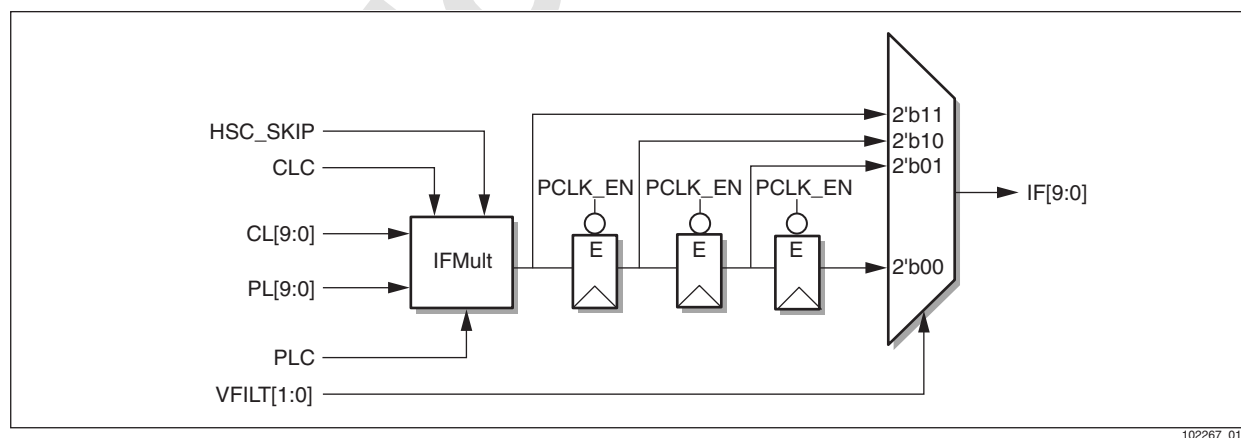 HSC_SKIP
CLC
CL[9:0]
PL[9:0]
PLC
VFILT[1:0]
IFMult
PCLK_EN PCLK_EN PCLK_EN
E E E
2'b11
2'b10
2'b01
2'b00
IF[9:0]
102267_01